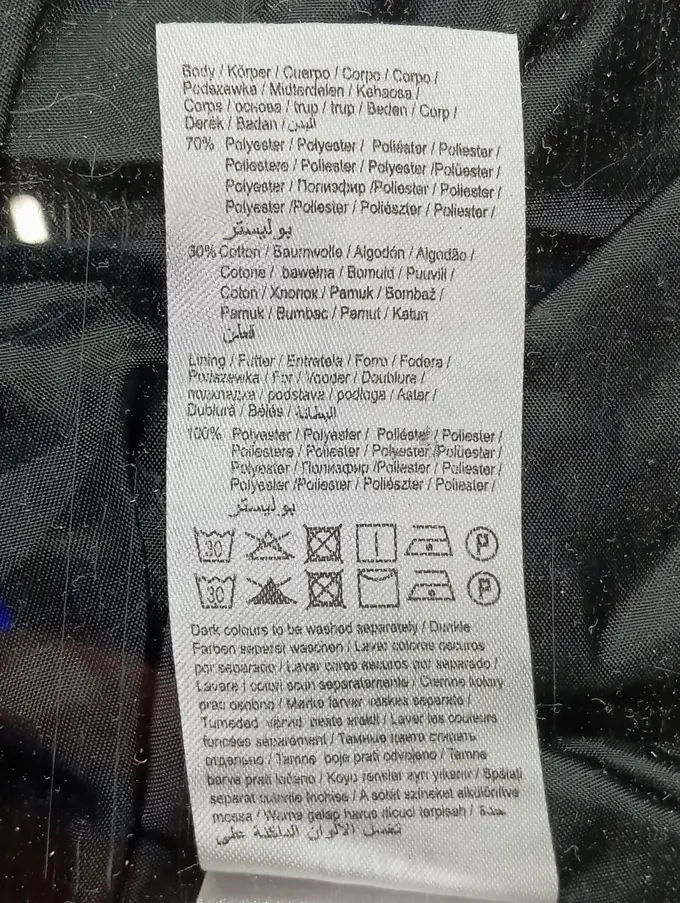 Body / Körper / Cuerpo / Corpo / Corpo /
Podszewka / Midterdelen / Kehaosa /
Corps / основа / trup / trup / Beden / Corp /
Derék / Badan / البدن
70% Polyester / Polyester / Poliéster / Poliester /
Poliestere / Poliester / Polyester /Polüester /
Polyester / Полиэфир /Poliester / Poliester /
Polyester /Poliester / Poliészter / Poliester /
بوليستر
30% Cotton / Baumwolle / Algodón / Algodão /
Cotone / bawełna / Bomuld / Puuvill /
Coton / Хлопок / Pamuk / Bombaž /
Pamuk / Bumbac / Pamut / Katun
قطن
Lining / Futter / Entretela / Forro / Fodera /
Podszewka / For / Vooder / Doublure /
подкладка / podstava / podloga / Astar /
Dublură / Bélés / البطانة
100% Polyester / Polyester / Poliéster / Poliester /
Poliestere / Poliester / Polyester /Polüester /
Polyester / Полиэфир /Poliester / Poliester /
Polyester /Poliester / Poliészter / Poliester /
بوليستر
30 P
30 P
Dark colours to be washed separately / Dunkle
Farben separat waschen / Lavar colores oscuros
por separado / Lavar cores escuras por separado /
Lavare i colori scuri separatamente / Ciemne kolory
prać osobno / Mørke farver vaskes separate /
Tumedad värvid peste eraldi / Laver les couleurs
foncées séparément / Темные цвета стирать
отдельно / Tamne boje prati odvojeno / Temne
barve prati ločeno / Koyu renkler ayrı yıkanır / Spălați
separat culorile închise / A sötét színeket elkülönítve
mossa / Warna gelap harus dicuci terpisah / حدة
تغسل الألوان الداكنة على